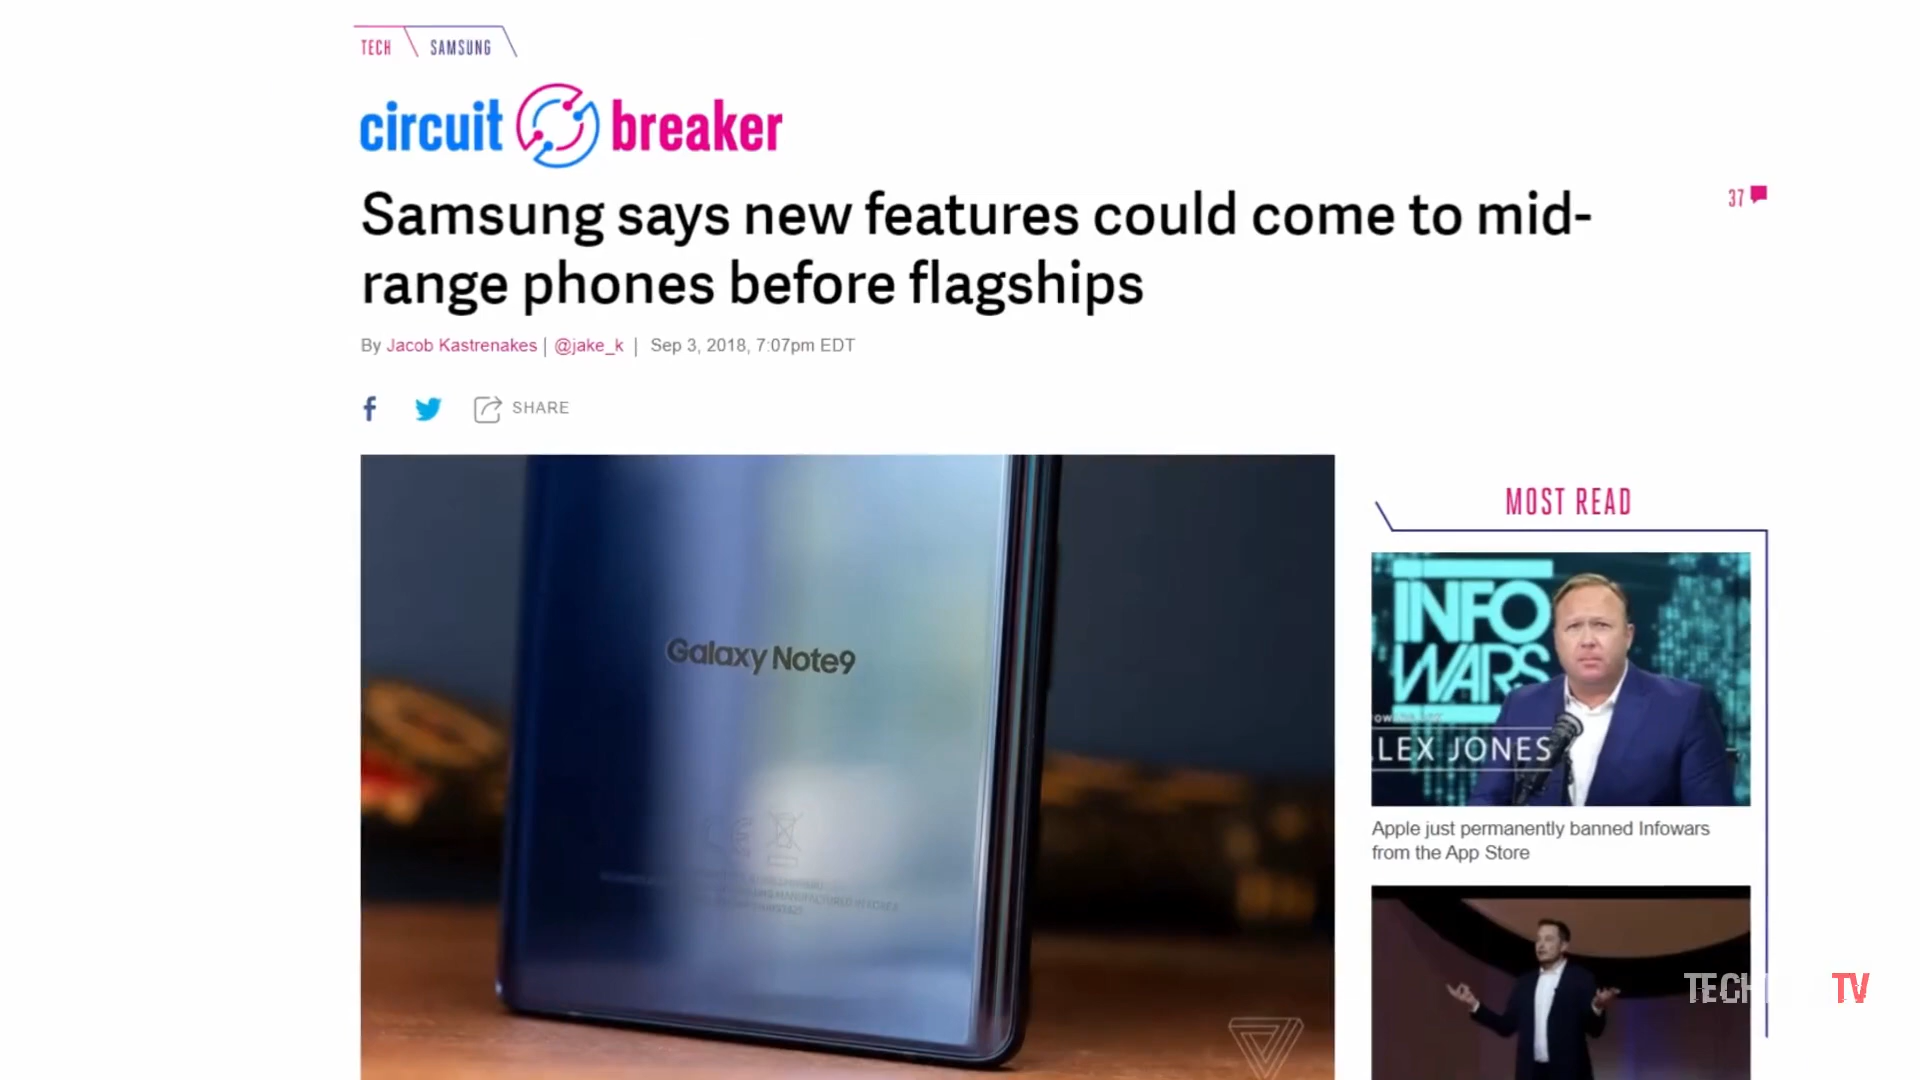 TECH
SAMSUNG
circuit breaker
Samsung says new features could come to mid-
range phones before flagships
37
By Jacob Kastrenakes | @jake_k | Sep 3, 2018, 7:07pm EDT
SHARE
Galaxy Note9
MOST READ
INFO
WARS
LEX JONES
Apple just permanently banned Infowars
from the App Store
TECH
TV